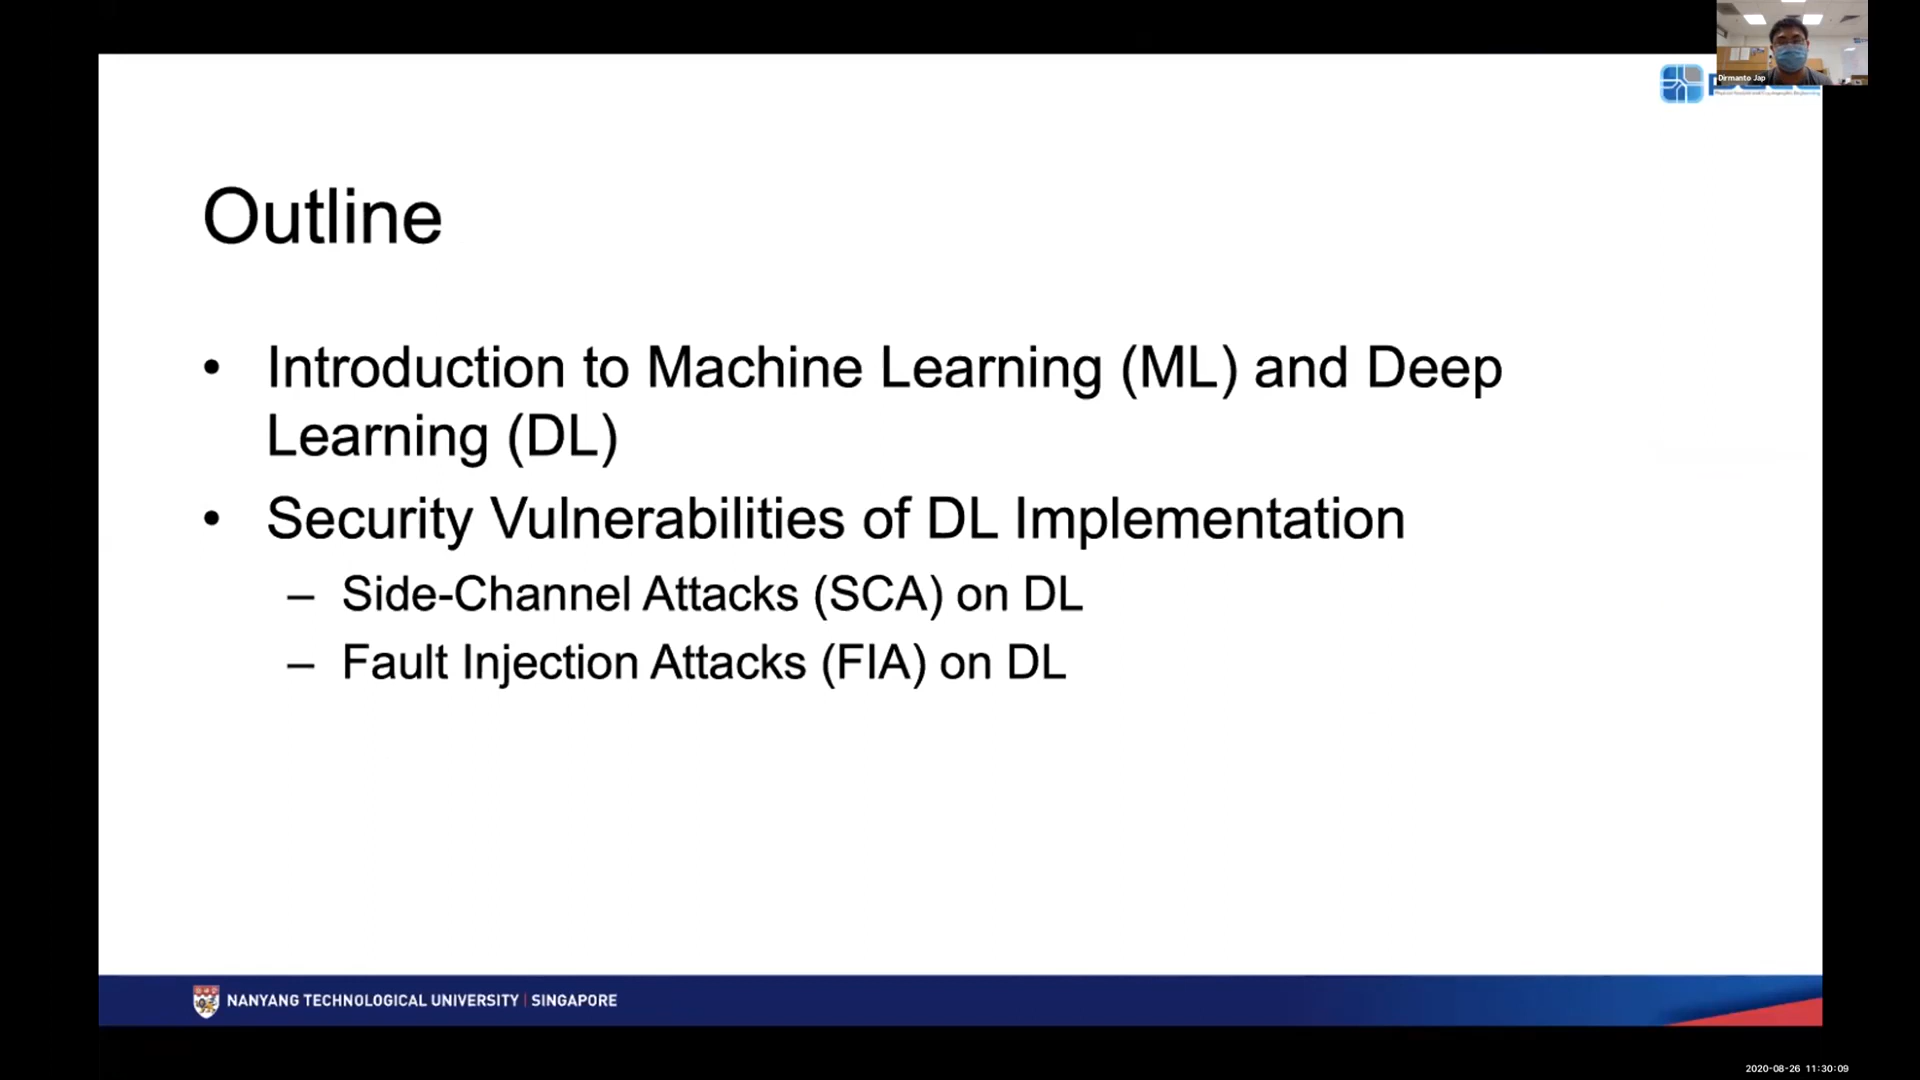 Dirmanto Jap
Outline
• Introduction to Machine Learning (ML) and Deep
Learning (DL)
• Security Vulnerabilities of DL Implementation
– Side-Channel Attacks (SCA) on DL
– Fault Injection Attacks (FIA) on DL
NANYANG TECHNOLOGICAL UNIVERSITY | SINGAPORE
2020-08-26 11:30:09